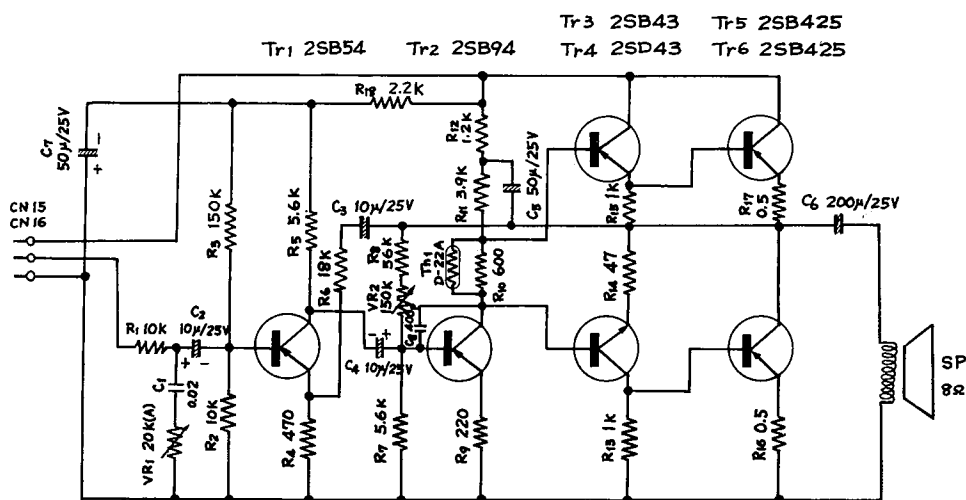 Tr1 2SB54
Tr2 2SB94
Tr3 2SB43
Tr5 2SB425
Tr4 2SD43
Tr6 2SB425
R18 2.2K
R12 1.2K
C7 50μ/25V
- +
CN15
CN16
R3 150K
R5 5.6K
C3 10μ/25V
R11 3.9K
C5 50μ/25V
R15 1K
R17 0.5
C6 200μ/25V
R6 18K
R8 56K
Th1 D-22A
R10 600
VR2 50K
R14 47
C2 10μ/25V
R1 10K
+ -
C8
- +
C4 10μ/25V
C1 0.02
VR1 20K(A)
R2 10K
R4 470
R7 5.6K
R9 220
R13 1K
R16 0.5
SP
8Ω